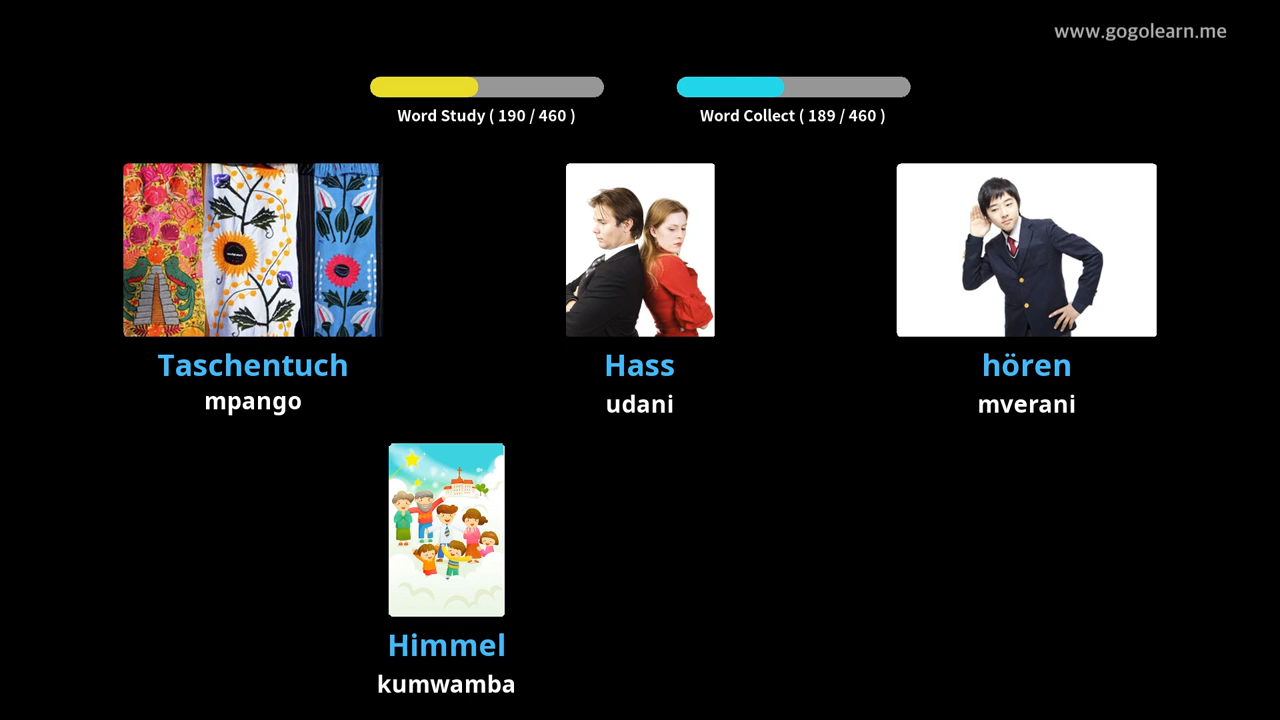 www.gogolearn.me
Word Study ( 190 / 460 )
Word Collect ( 189 / 460 )
Taschentuch
mpango
Hass
udani
hören
mverani
Himmel
kumwamba